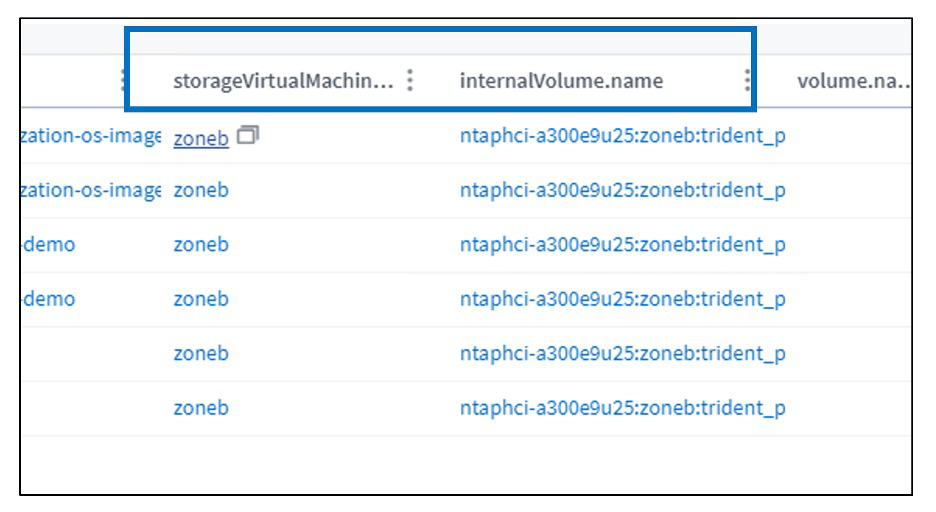 storageVirtualMachin... internalVolume.name volume.na...
zation-os-image zoneb ntaphci-a300e9u25:zoneb:trident_p
zation-os-image zoneb ntaphci-a300e9u25:zoneb:trident_p
-demo zoneb ntaphci-a300e9u25:zoneb:trident_p
-demo zoneb ntaphci-a300e9u25:zoneb:trident_p
zoneb ntaphci-a300e9u25:zoneb:trident_p
zoneb ntaphci-a300e9u25:zoneb:trident_p